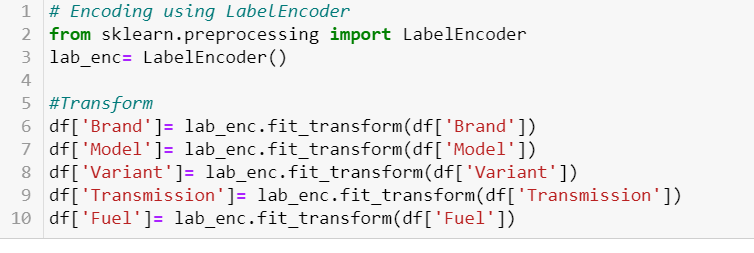 1 # Encoding using LabelEncoder
2 from sklearn.preprocessing import LabelEncoder
3 lab_enc= LabelEncoder()
4
5 #Transform
6 df['Brand']= lab_enc.fit_transform(df['Brand'])
7 df['Model']= lab_enc.fit_transform(df['Model'])
8 df['Variant']= lab_enc.fit_transform(df['Variant'])
9 df['Transmission']= lab_enc.fit_transform(df['Transmission'])
10 df['Fuel']= lab_enc.fit_transform(df['Fuel'])